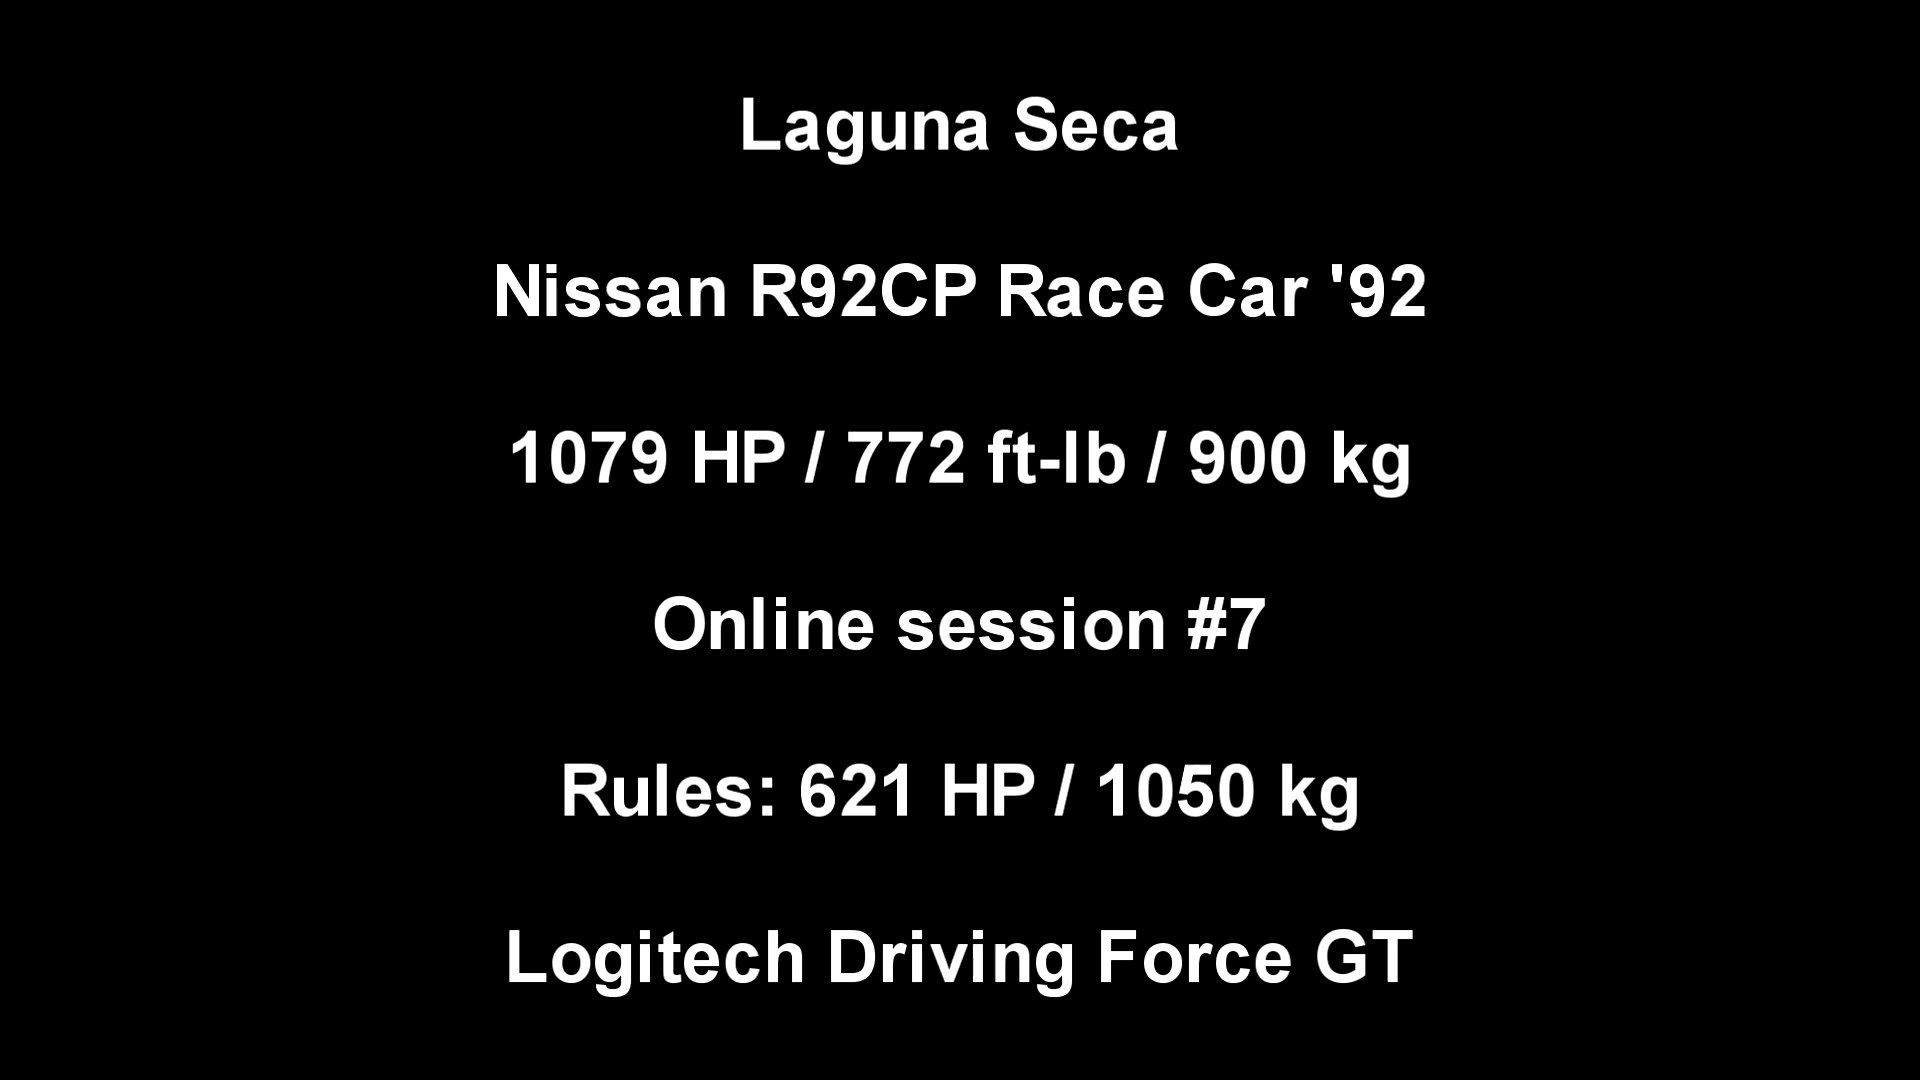 Laguna Seca
Nissan R92CP Race Car '92
1079 HP / 772 ft-lb / 900 kg
Online session #7
Rules: 621 HP / 1050 kg
Logitech Driving Force GT